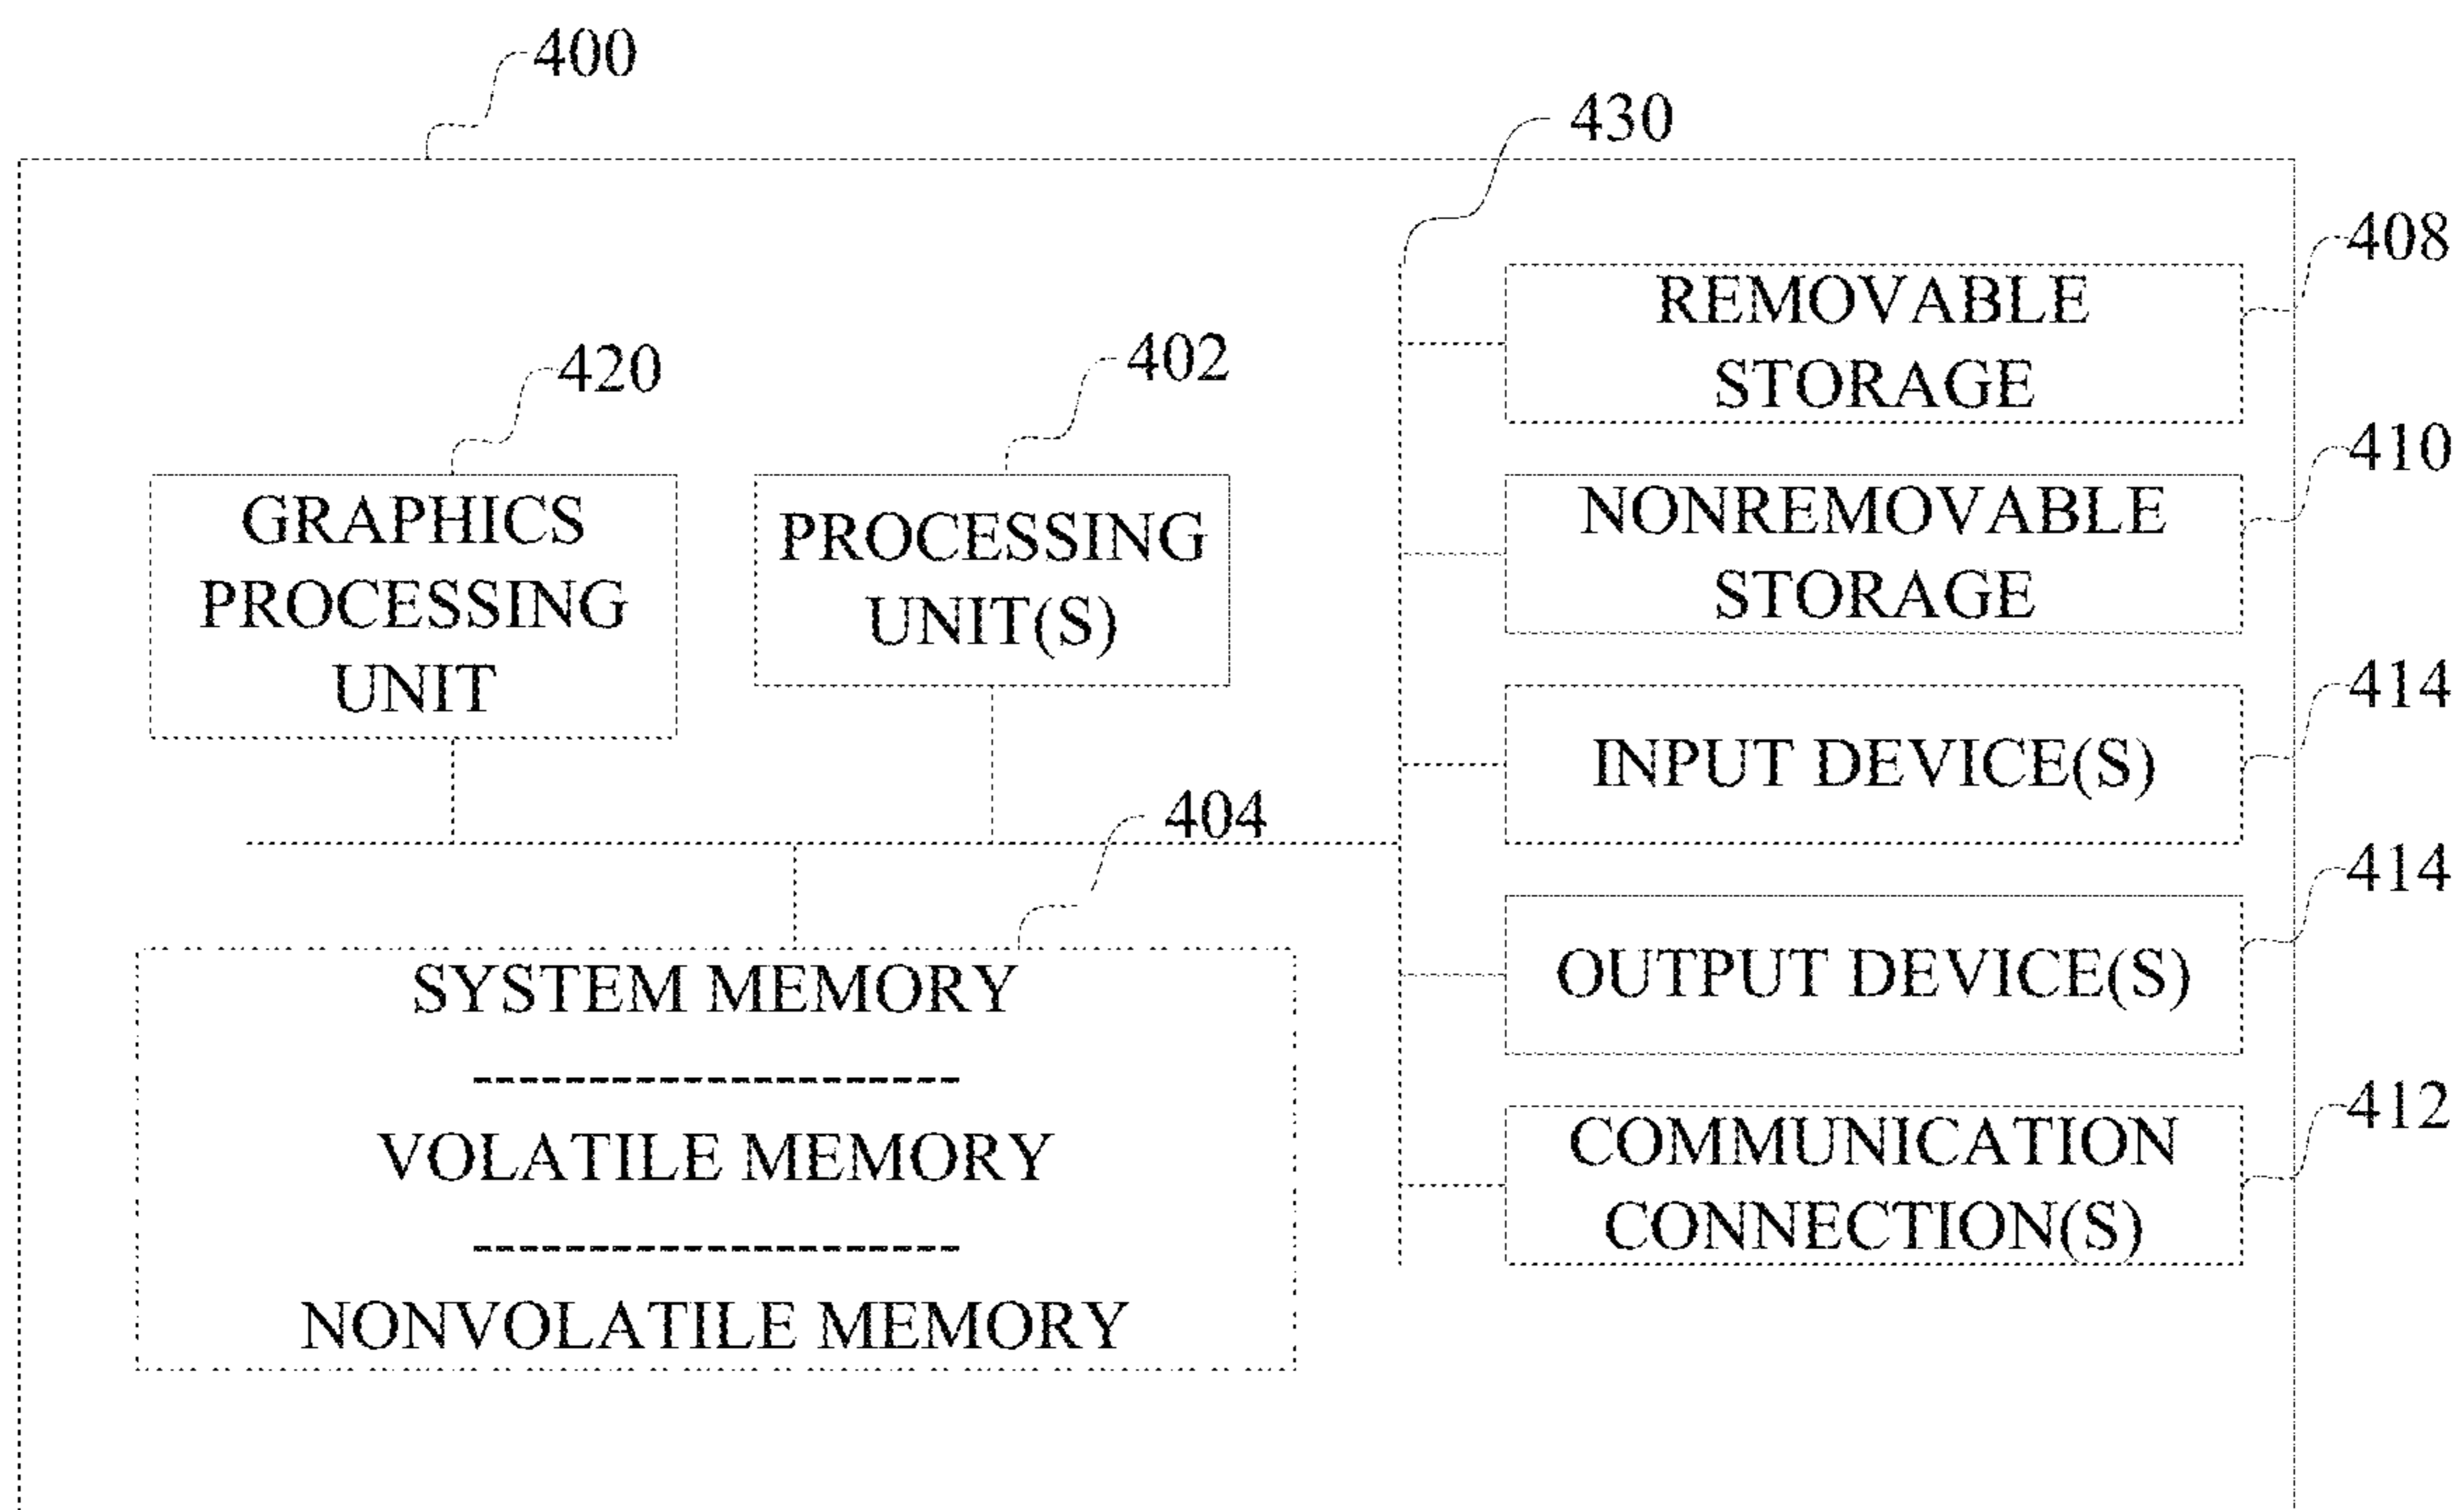 400
430
408
REMOVABLE
STORAGE
420
402
410
GRAPHICS
PROCESSING
UNIT
PROCESSING
UNIT(S)
NONREMOVABLE
STORAGE
414
INPUT DEVICE(S)
404
414
OUTPUT DEVICE(S)
SYSTEM MEMORY
VOLATILE MEMORY
NONVOLATILE MEMORY
412
COMMUNICATION
CONNECTION(S)